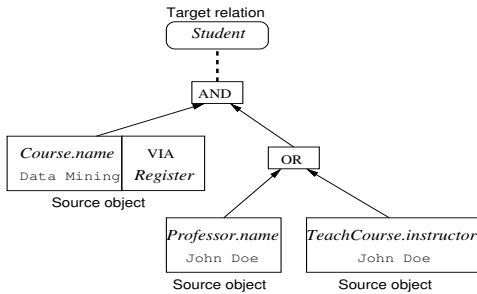 Target relation
Student
AND
Course.name
Data Mining
VIA
Register
Source object
OR
Professor.name
John Doe
TeachCourse.instructor
John Doe
Source object
Source object